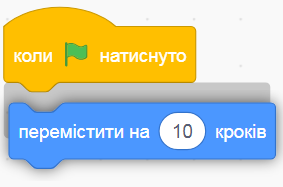 коли натиснуто
перемістити на 10 кроків